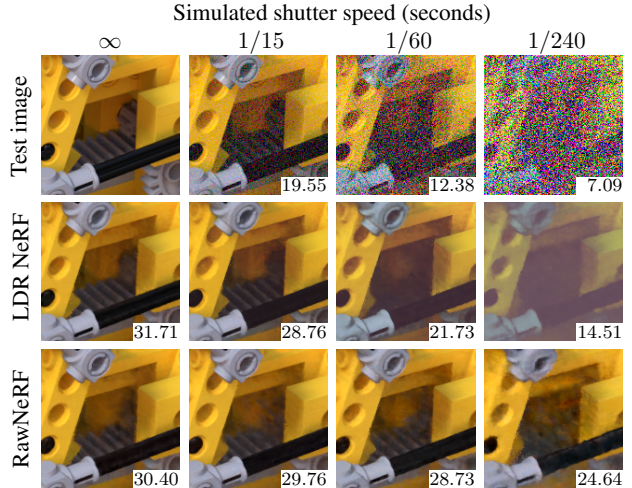 Simulated shutter speed (seconds)
∞ 1/15 1/60 1/240
Test image
19.55 12.38 7.09
LDR NeRF
31.71 28.76 21.73 14.51
RawNeRF
30.40 29.76 28.73 24.64